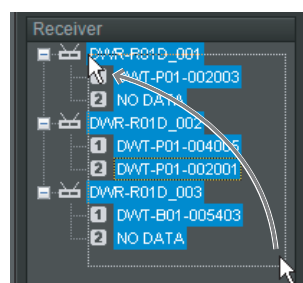 Receiver
DWR-R01D_001
DWT-P01-002003
2 NO DATA
DWR-R01D_002
1 DWT-P01-004005
2 DWT-P01-002001
DWR-R01D_003
1 DWT-B01-005403
2 NO DATA